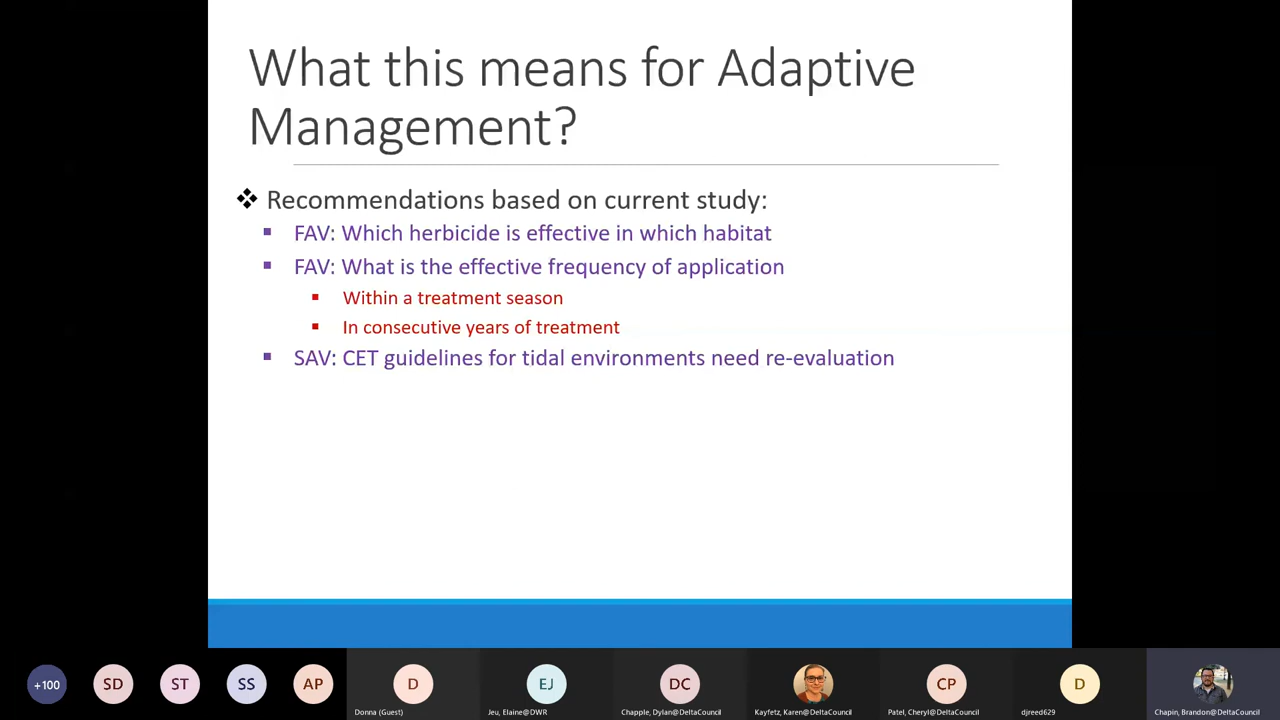 What this means for Adaptive
Management?
Recommendations based on current study:
FAV: Which herbicide is effective in which habitat
FAV: What is the effective frequency of application
Within a treatment season
In consecutive years of treatment
SAV: CET guidelines for tidal environments need re-evaluation
+100
SD
ST
SS
AP
D
EJ
DC
CP
D
Donna (Guest)
Jeu, Elaine@DWR
Chapple, Dylan@DeltaCouncil
Kayfetz, Karen@DeltaCouncil
Patel, Cheryl@DeltaCouncil
djreed629
Chapin, Brandon@DeltaCouncil